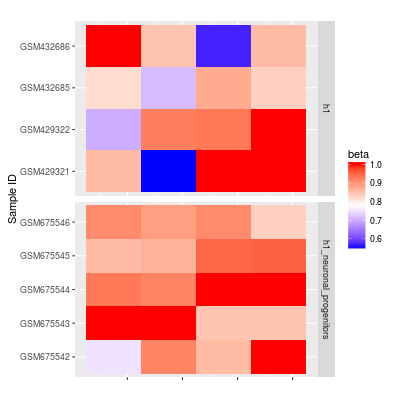 GSM432686
GSM432685
GSM429322
GSM429321
h1
GSM675546
GSM675545
GSM675544
GSM675543
GSM675542
h1_neuronal_progenitors
Sample ID
beta
1.0
0.9
0.8
0.7
0.6